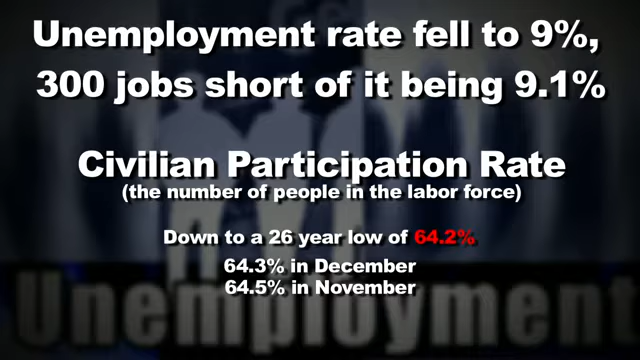 Unemployment rate fell to 9%,
300 jobs short of it being 9.1%
Civilian Participation Rate
(the number of people in the labor force)
Down to a 26 year low of 64.2%
64.3% in December
64.5% in November
Unemployment